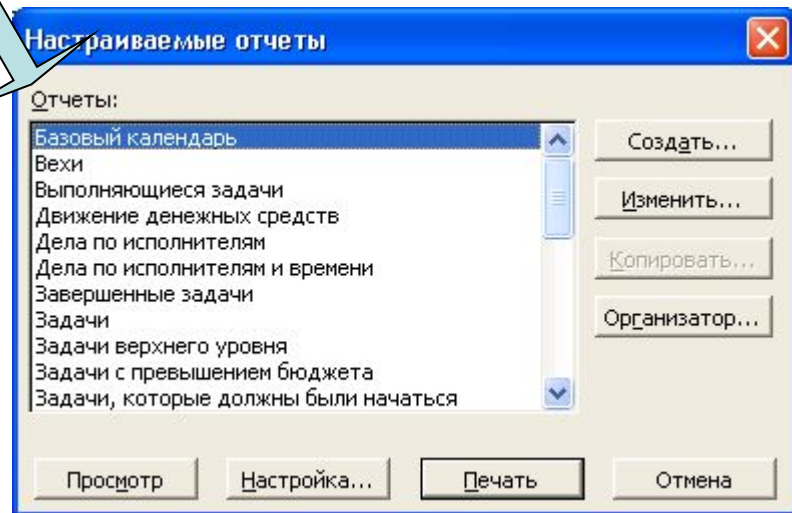 Настраиваемые отчеты
Отчеты:
Базовый календарь
Вехи
Выполняющиеся задачи
Движение денежных средств
Дела по исполнителям
Дела по исполнителям и времени
Завершенные задачи
Задачи
Задачи верхнего уровня
Задачи с превышением бюджета
Задачи, которые должны были начаться
Создать...
Изменить...
Копировать...
Организатор...
Просмотр
Настройка...
Печать
Отмена